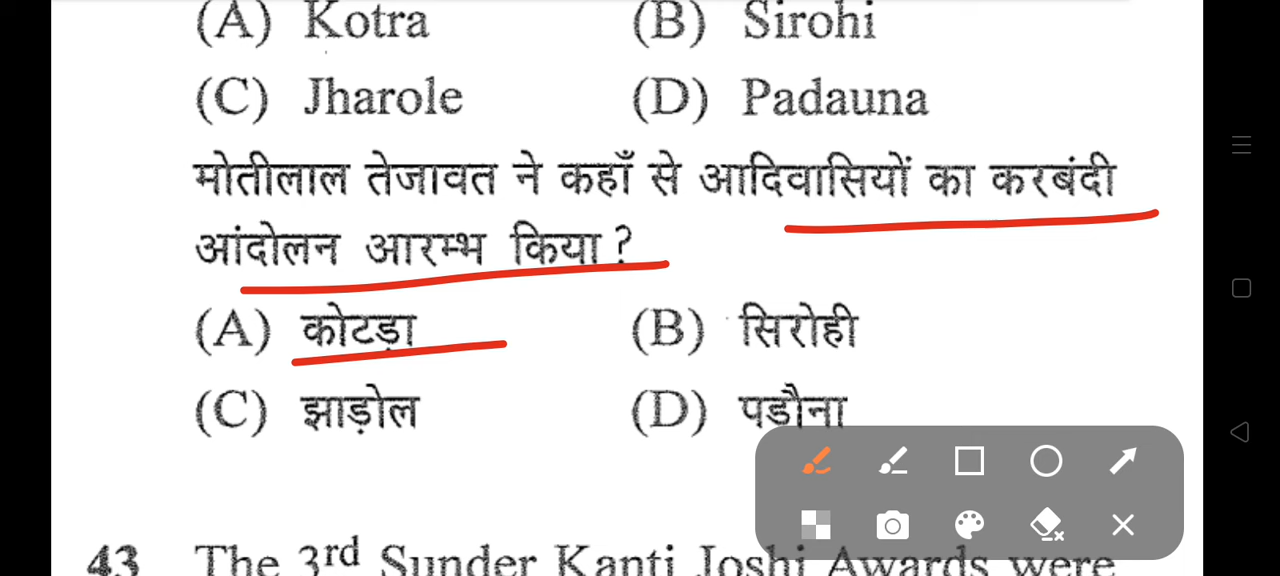 (A) Kotra (B) Sirohi
(C) Jharole (D) Padauna
मोतीलाल तेजावत ने कहाँ से आदिवासियों का करबंदी
आंदोलन आरम्भ किया ?
(A) कोटड़ा (B) सिरोही
(C) झाड़ोल (D) पडौना
43 The 3rd Sunder Kanti Joshi Awards were